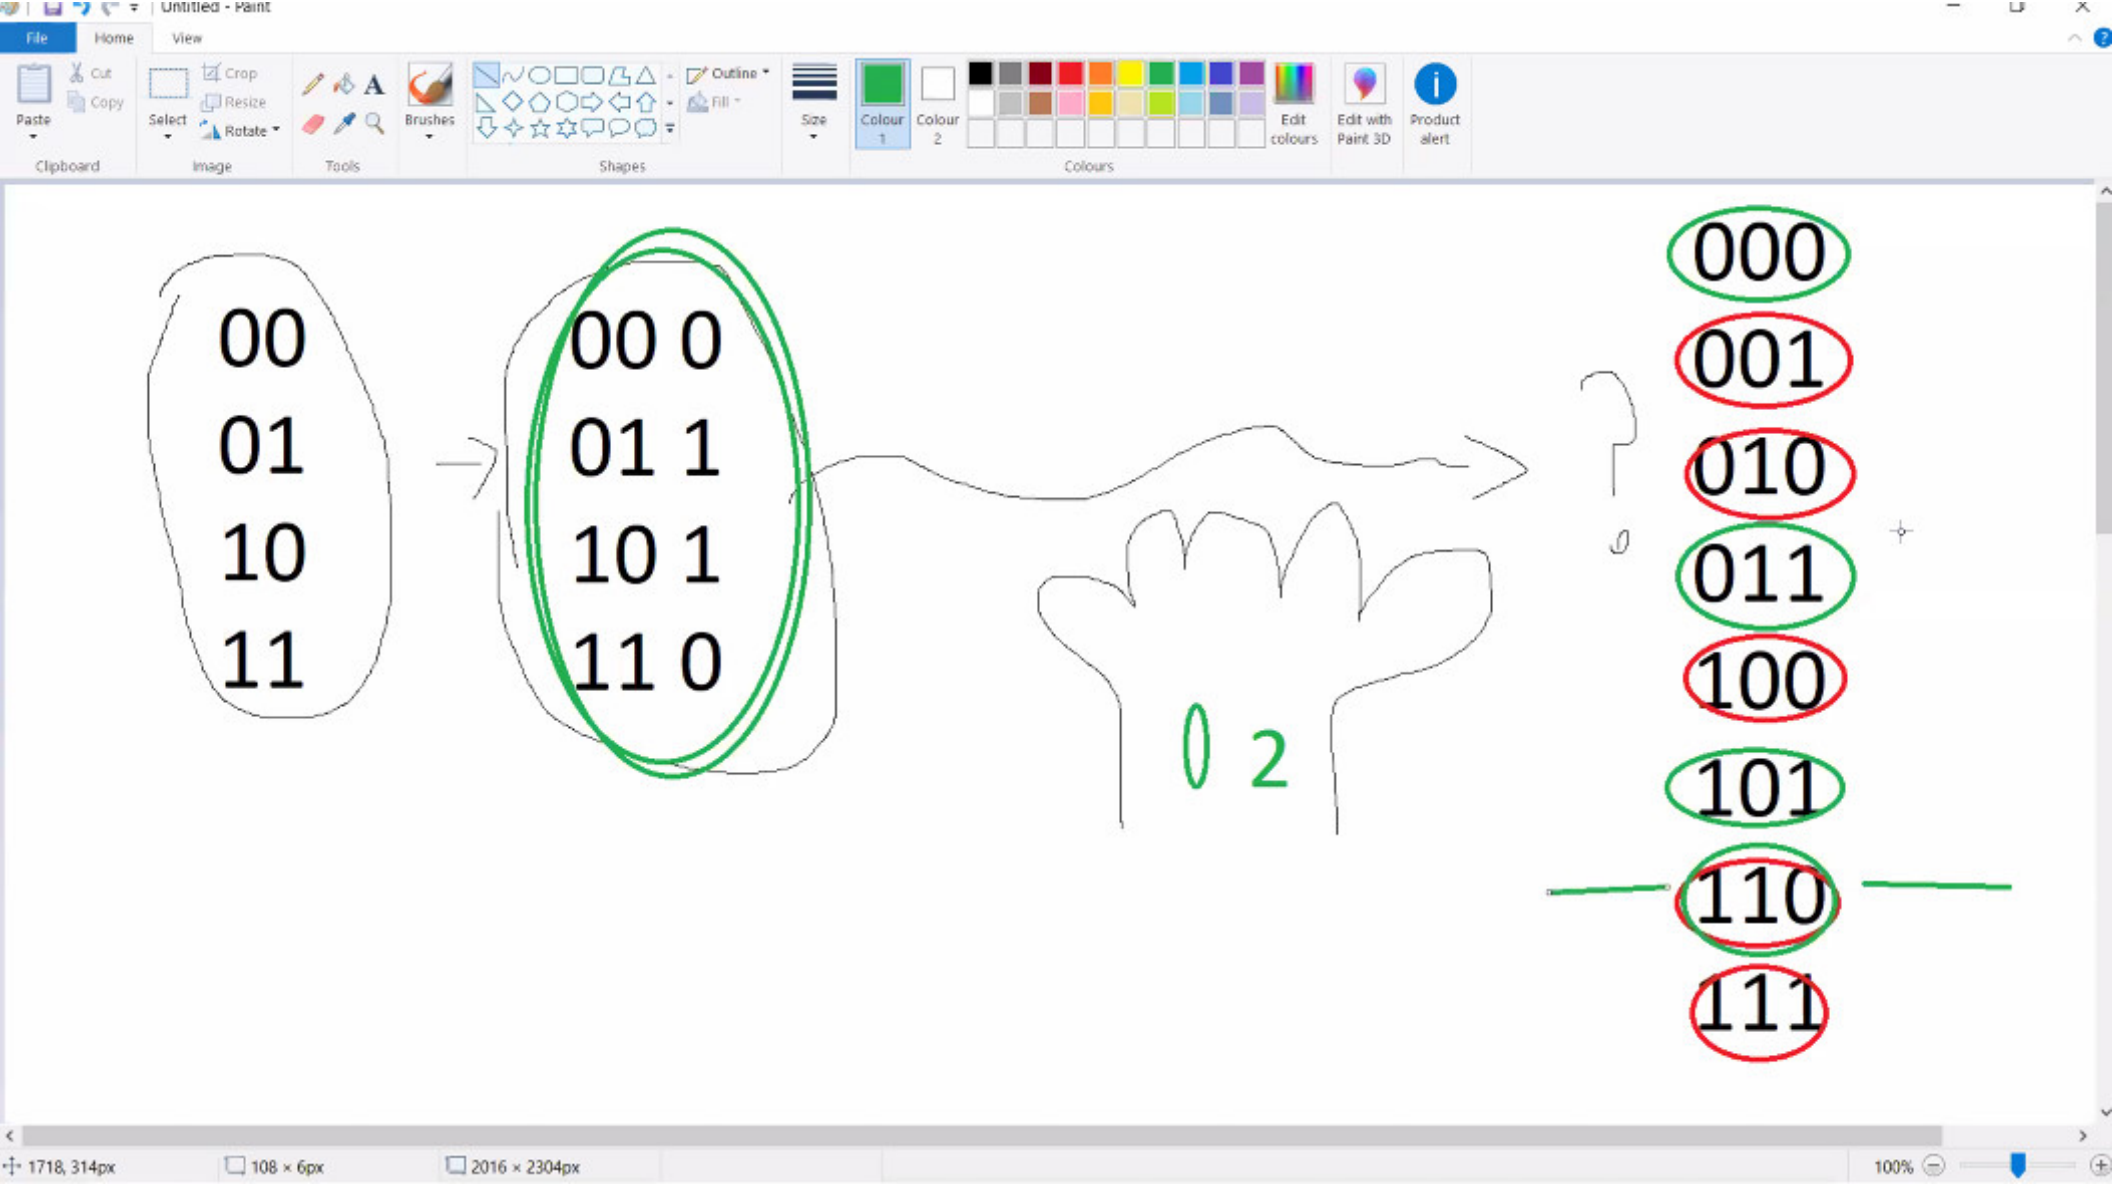 Untitled - Paint
File Home View
Paste
Cut
Copy
Clipboard
Select
Crop
Resize
Rotate
Image
Tools
Brushes
Outline
Fill
Shapes
Size
Colour 1
Colour 2
Edit colours
Colours
Edit with Paint 3D
Product alert
00
01
10
11
00 0
01 1
10 1
11 0
?
0 2
000
001
010
011
100
101
110
111
1718, 314px
108 × 6px
2016 × 2304px
100%